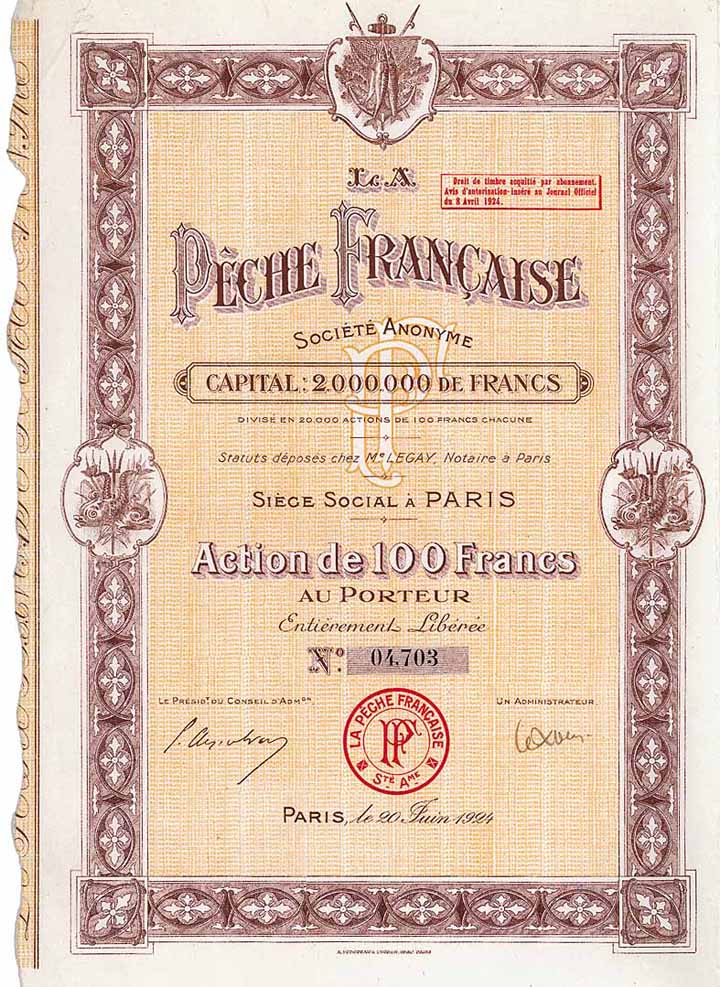 La
Droit de timbre acquitté par abonnement.
Avis d'autorisation inséré au Journal Officiel
du 8 Avril 1924.
PÊCHE FRANÇAISE
SOCIÉTÉ ANONYME
CAPITAL: 2.000.000 DE FRANCS
DIVISÉ EN 20.000 ACTIONS DE 100 FRANCS CHACUNE
Statuts déposés chez Me LEGAY, Notaire à Paris
SIÈGE SOCIAL À PARIS
Action de 100 Francs
AU PORTEUR
Entièrement Libérée
No. 04,703
LE PRÉSIDT DU CONSEIL D'ADMON
UN ADMINISTRATEUR
LA PÊCHE FRANÇAISE
PF
STÉ AME
PARIS, le 20 Juin 1924